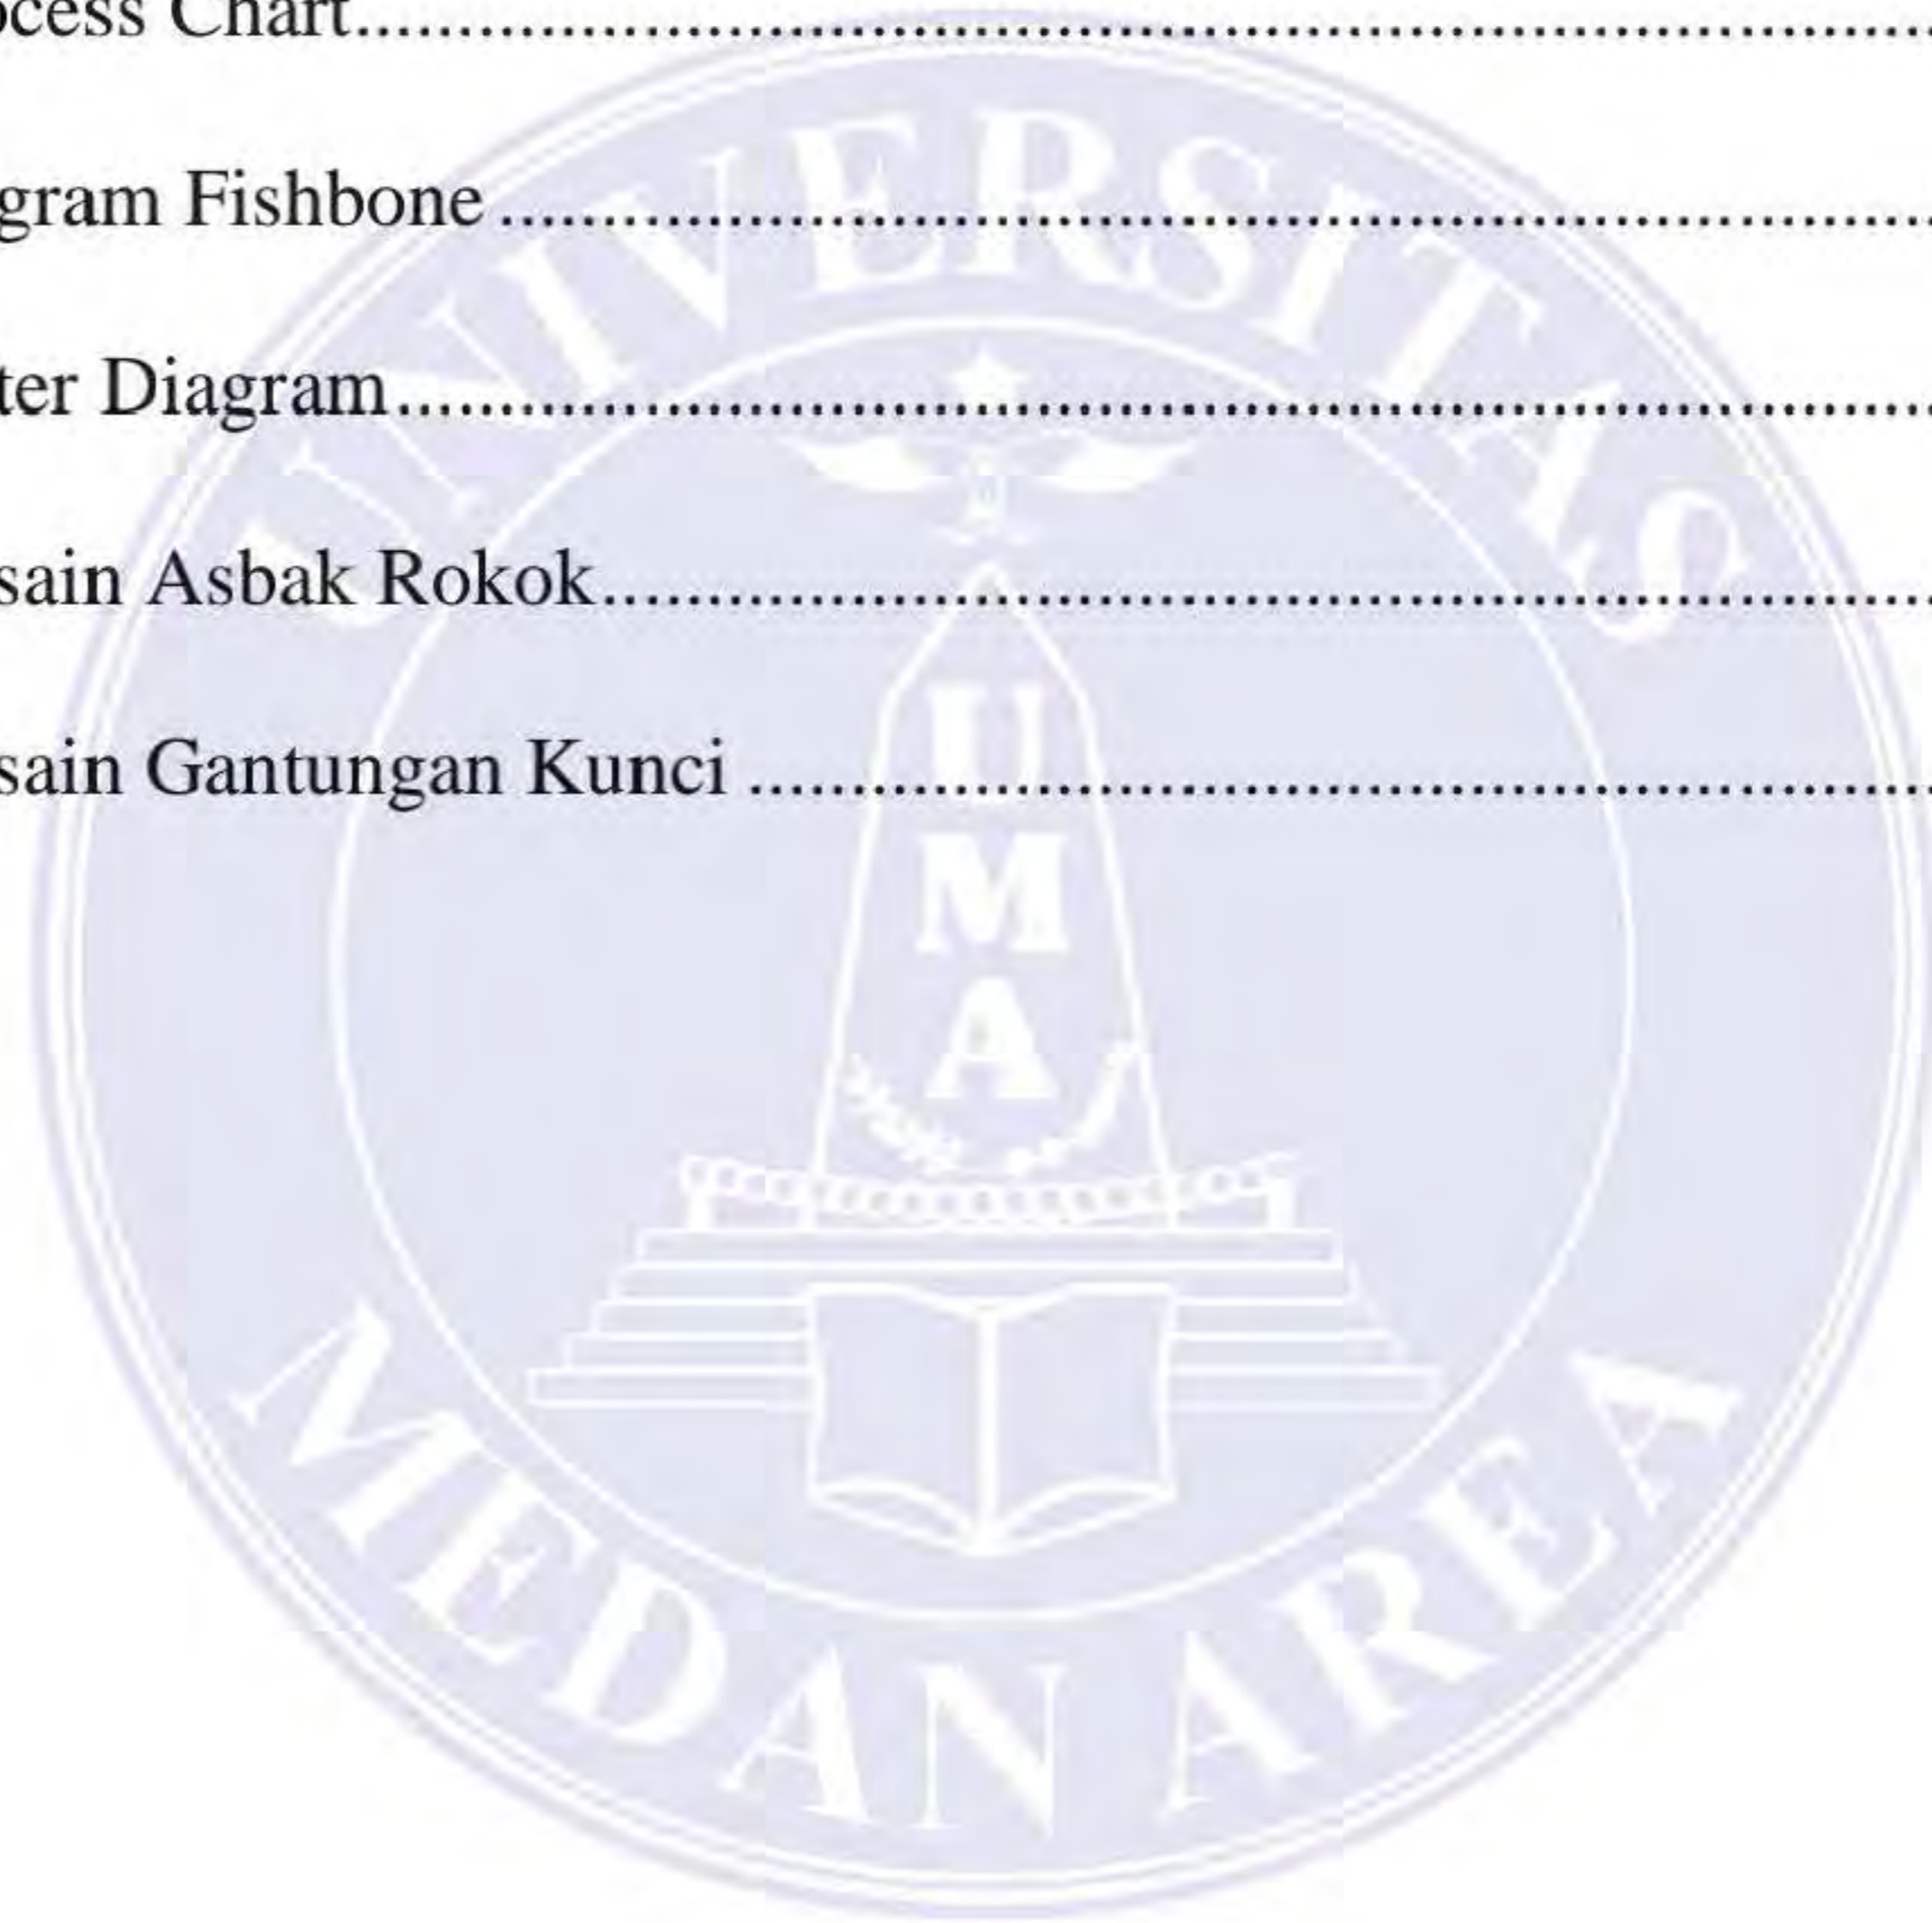 ocess Chart
gram Fishbone
ter Diagram
sain Asbak Rokok
sain Gantungan Kunci
UNIVERSITAS
U
M
A
MEDAN AREA